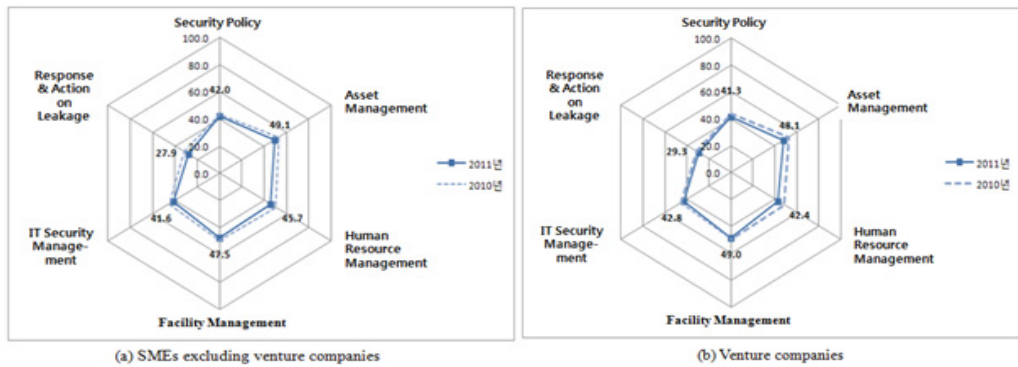 Security Policy
100.0
80.0
60.0
40.0
20.0
0.0
42.0
Response
& Action
on
Leakage
Asset
Management
49.1
27.9
2011년
2010년
41.6
45.7
IT Security
Manage-
ment
47.5
Human
Resource
Management
Facility Management
(a) SMEs excluding venture companies
Security Policy
100.0
80.0
60.0
40.0
20.0
0.0
41.3
Response
& Action
on
Leakage
Asset
Management
48.1
29.3
2011년
2010년
42.8
42.4
IT Security
Manage-
ment
49.0
Human
Resource
Management
Facility Management
(b) Venture companies